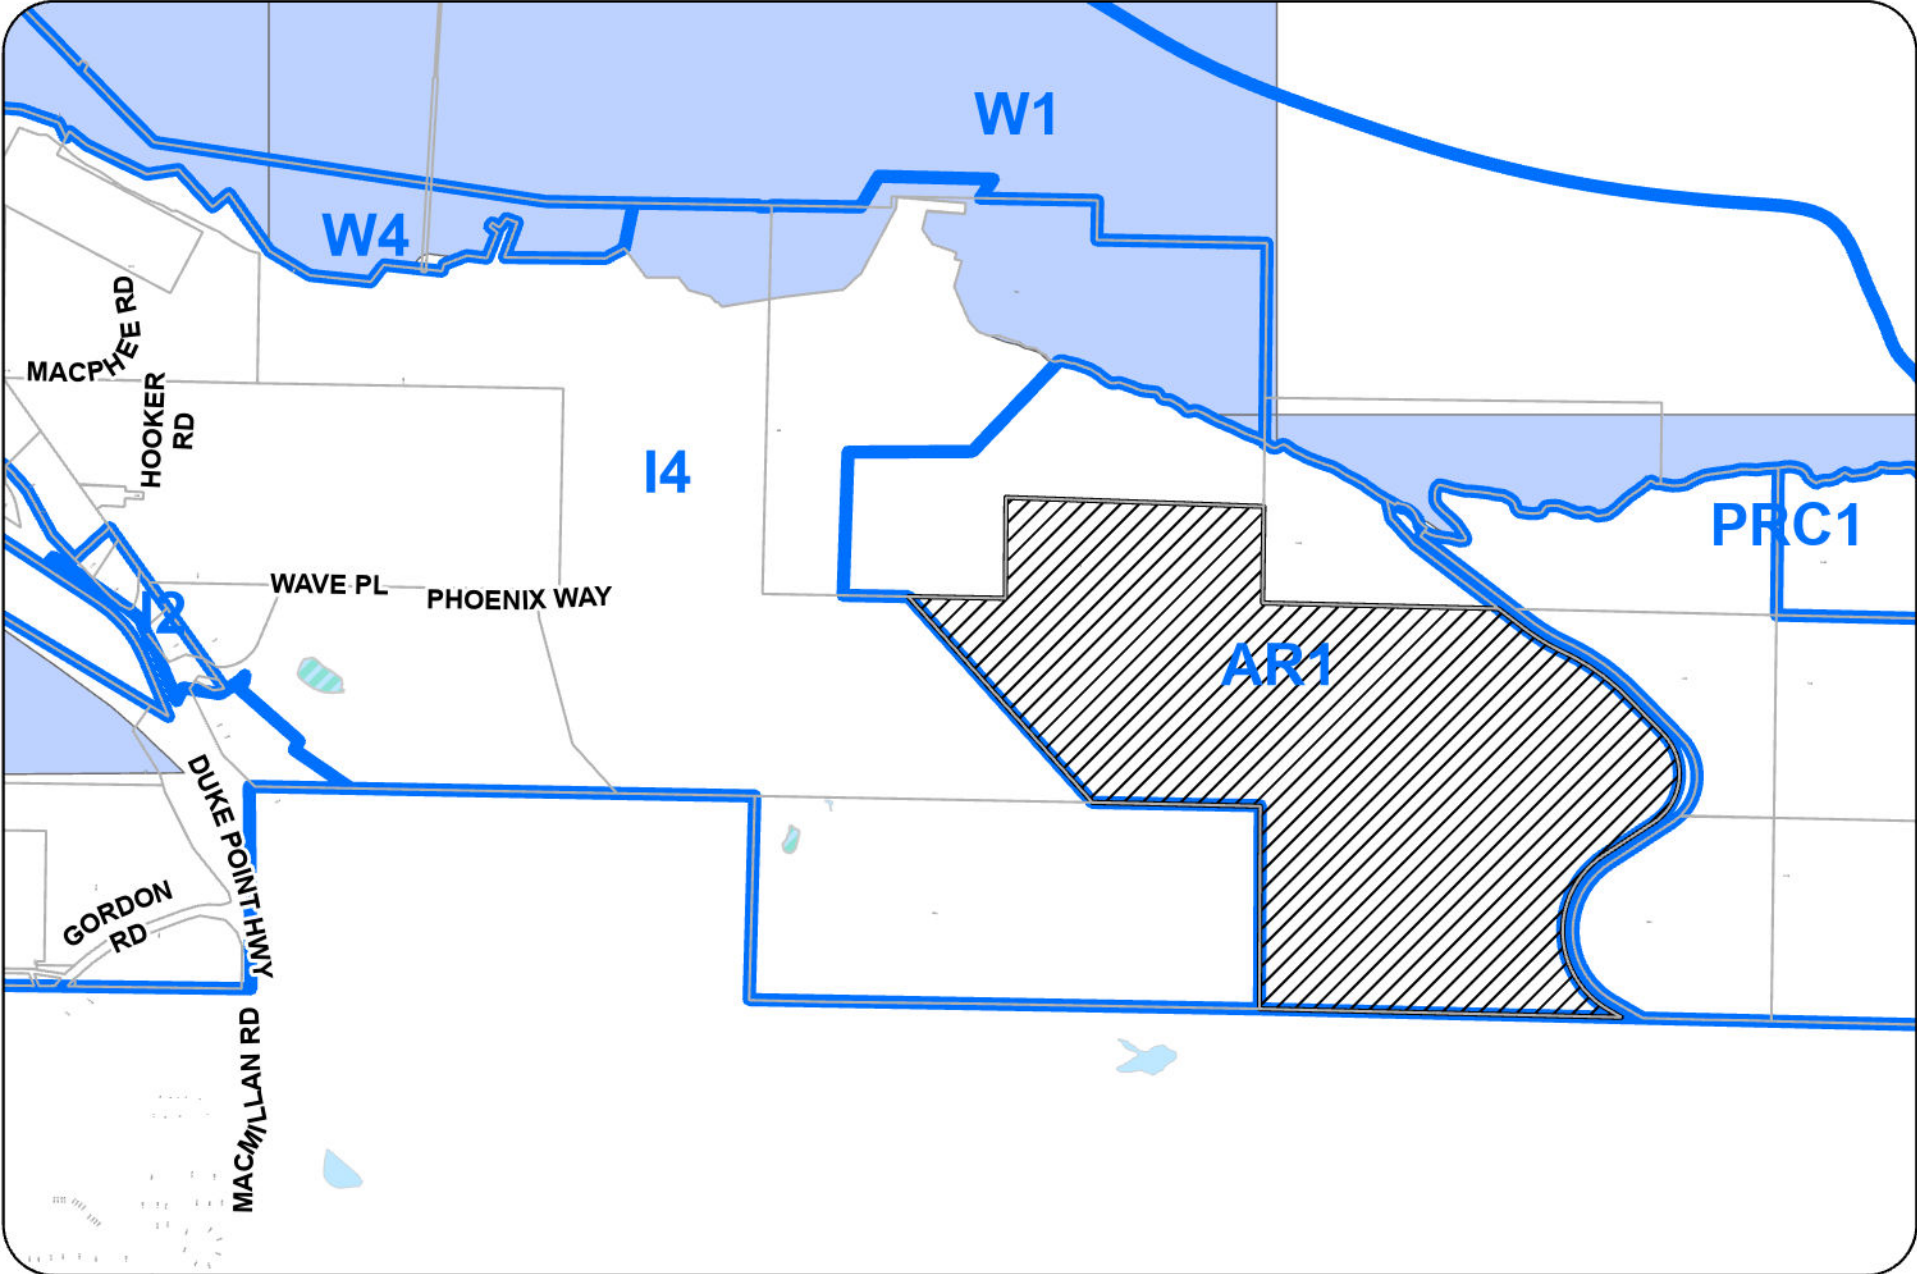 W1
W4
MACPHEE RD
HOOKER
RD
I4
PRC1
WAVE PL
PHOENIX WAY
I2
AR1
DUKE POINT HWY
GORDON
RD
MACMILLAN RD